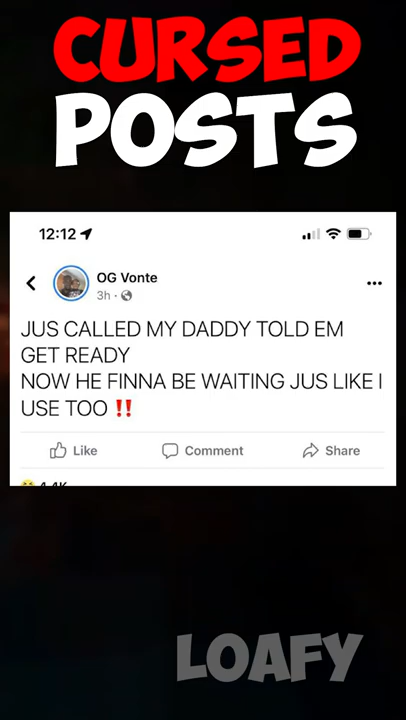 CURSED
POSTS
12:12
OG Vonte
3h ·
JUS CALLED MY DADDY TOLD EM
GET READY
NOW HE FINNA BE WAITING JUS LIKE I
USE TOO ‼️
Like
Comment
Share
LOAFY